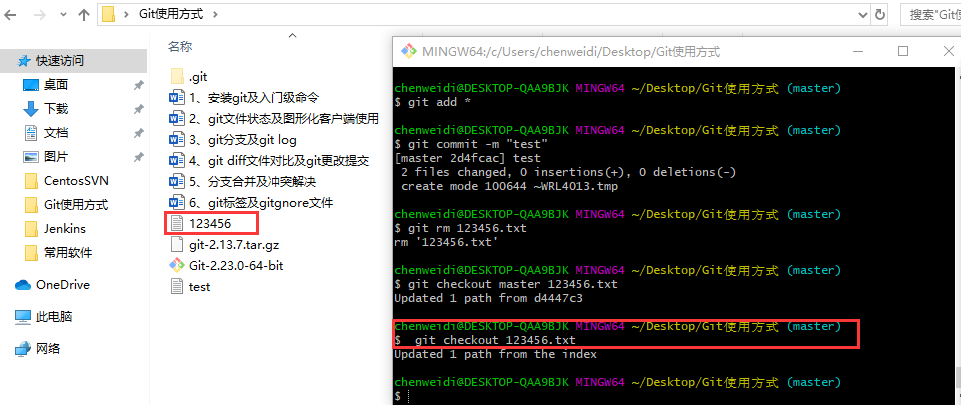 Git使用方式
搜索"Git使
快速访问
桌面
下载
文档
图片
CentosSVN
Git使用方式
Jenkins
常用软件
OneDrive
此电脑
网络
名称
.git
1、安装git及入门级命令
2、git文件状态及图形化客户端使用
3、git分支及git log
4、git diff文件对比及git更改提交
5、分支合并及冲突解决
6、git标签及gitgnore文件
123456
git-2.13.7.tar.gz
Git-2.23.0-64-bit
test
MINGW64:/c/Users/chenweidi/Desktop/Git使用方式
chenweidi@DESKTOP-QAA9BJK MINGW64 ~/Desktop/Git使用方式 (master)
$ git add *
chenweidi@DESKTOP-QAA9BJK MINGW64 ~/Desktop/Git使用方式 (master)
$ git commit -m "test"
[master 2d4fcac] test
2 files changed, 0 insertions(+), 0 deletions(-)
create mode 100644 ~WRL4013.tmp
chenweidi@DESKTOP-QAA9BJK MINGW64 ~/Desktop/Git使用方式 (master)
$ git rm 123456.txt
rm '123456.txt'
chenweidi@DESKTOP-QAA9BJK MINGW64 ~/Desktop/Git使用方式 (master)
$ git checkout master 123456.txt
Updated 1 path from d4447c3
chenweidi@DESKTOP-QAA9BJK MINGW64 ~/Desktop/Git使用方式 (master)
$  git checkout 123456.txt
Updated 1 path from the index
chenweidi@DESKTOP-QAA9BJK MINGW64 ~/Desktop/Git使用方式 (master)
$